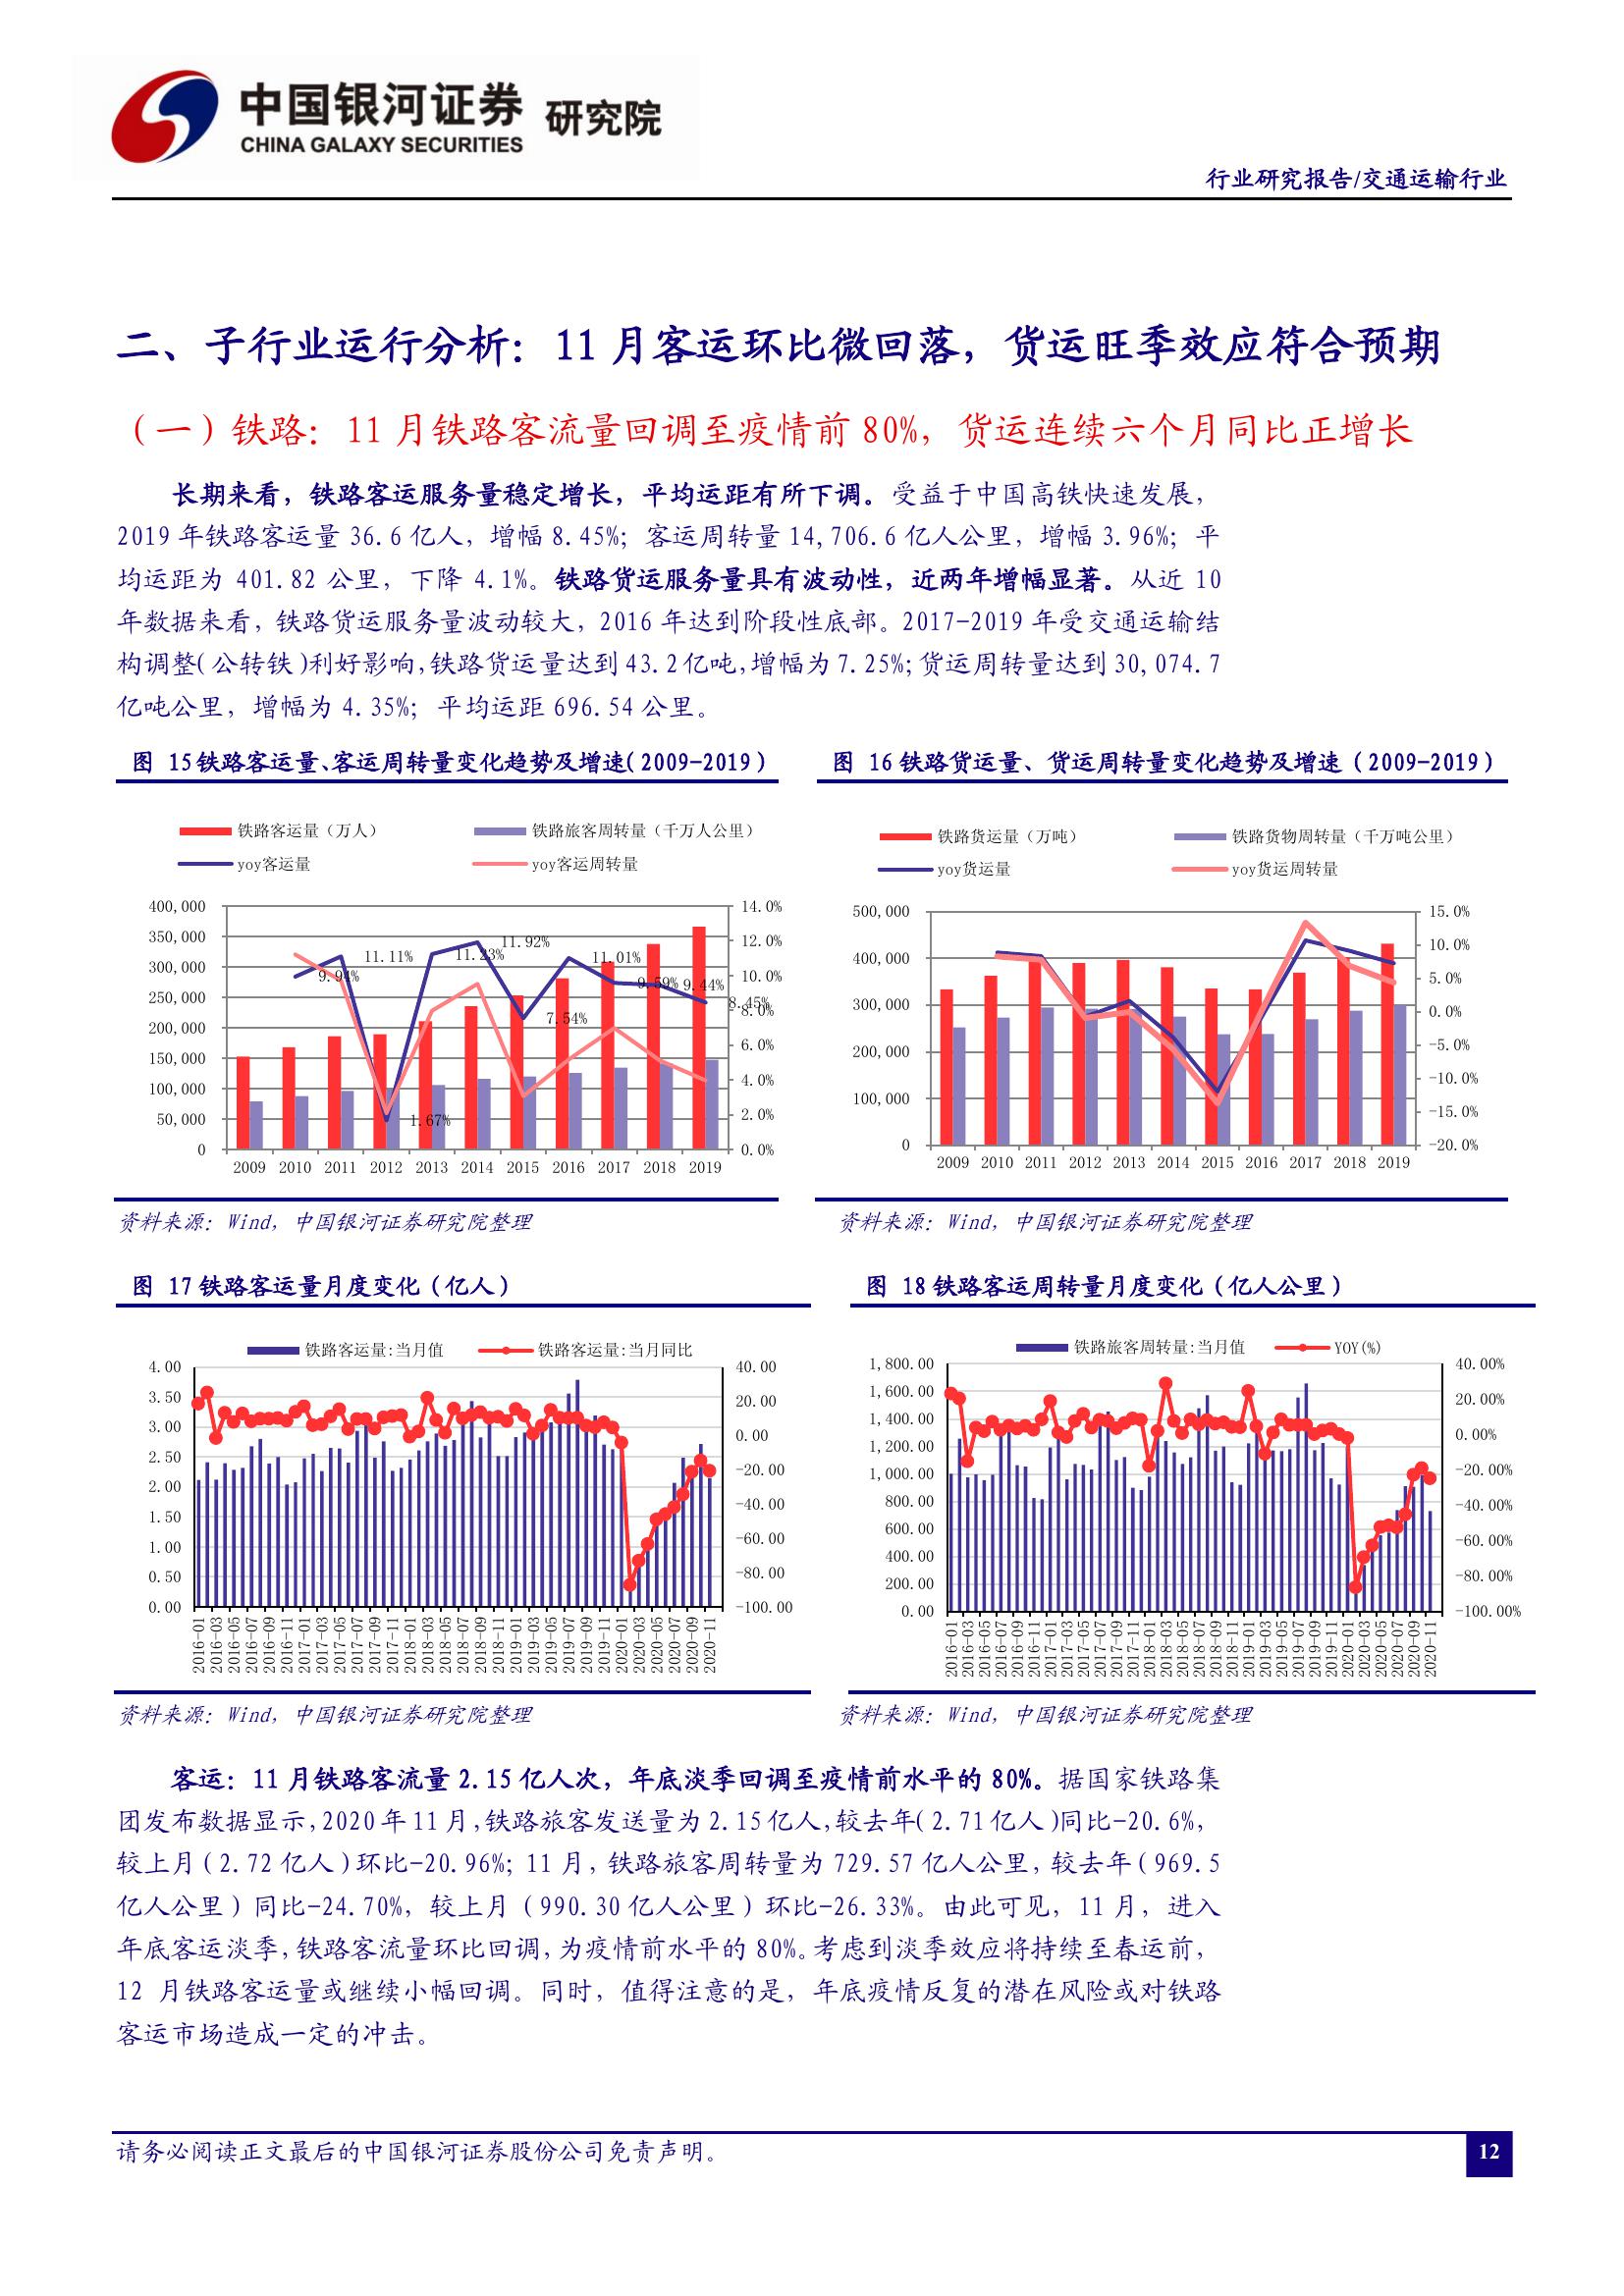 中国银河证券 研究院
CHINA GALAXY SECURITIES
行业研究报告/交通运输行业
二、子行业运行分析：11 月客运环比微回落，货运旺季效应符合预期
（一）铁路：11 月铁路客流量回调至疫情前 80%，货运连续六个月同比正增长
长期来看，铁路客运服务量稳定增长，平均运距有所下调。受益于中国高铁快速发展，
2019 年铁路客运量 36.6 亿人，增幅 8.45%；客运周转量 14,706.6 亿人公里，增幅 3.96%；平
均运距为 401.82 公里，下降 4.1%。铁路货运服务量具有波动性，近两年增幅显著。从近 10
年数据来看，铁路货运服务量波动较大，2016 年达到阶段性底部。2017-2019 年受交通运输结
构调整(公转铁)利好影响,铁路货运量达到 43.2 亿吨,增幅为 7.25%;货运周转量达到 30,074.7
亿吨公里，增幅为 4.35%；平均运距 696.54 公里。
图 15 铁路客运量、客运周转量变化趋势及增速(2009-2019)
铁路客运量（万人） 铁路旅客周转量（千万人公里）
yoy客运量 yoy客运周转量
400,000 14.0%
350,000 12.0%
300,000 10.0%
250,000 8.0%
200,000 6.0%
150,000 4.0%
100,000 2.0%
50,000 0.0%
0
9.94% 11.11% 1.67% 11.23% 11.92% 7.54% 11.01% 9.59% 9.44% 8.45%
2009 2010 2011 2012 2013 2014 2015 2016 2017 2018 2019
资料来源：Wind，中国银河证券研究院整理
图 16 铁路货运量、货运周转量变化趋势及增速（2009-2019）
铁路货运量（万吨） 铁路货物周转量（千万吨公里）
yoy货运量 yoy货运周转量
500,000 15.0%
400,000 10.0%
300,000 5.0%
200,000 0.0%
100,000 -5.0%
0 -10.0%
-15.0%
-20.0%
2009 2010 2011 2012 2013 2014 2015 2016 2017 2018 2019
资料来源：Wind，中国银河证券研究院整理
图 17 铁路客运量月度变化（亿人）
铁路客运量:当月值 铁路客运量:当月同比
4.00 40.00
3.50 20.00
3.00 0.00
2.50 -20.00
2.00 -40.00
1.50 -60.00
1.00 -80.00
0.50 -100.00
0.00
2016-01 2016-03 2016-05 2016-07 2016-09 2016-11 2017-01 2017-03 2017-05 2017-07 2017-09 2017-11 2018-01 2018-03 2018-05 2018-07 2018-09 2018-11 2019-01 2019-03 2019-05 2019-07 2019-09 2019-11 2020-01 2020-03 2020-05 2020-07 2020-09 2020-11
资料来源：Wind，中国银河证券研究院整理
图 18 铁路客运周转量月度变化（亿人公里）
铁路旅客周转量:当月值 YOY(%)
1,800.00 40.00%
1,600.00 20.00%
1,400.00 0.00%
1,200.00 -20.00%
1,000.00 -40.00%
800.00 -60.00%
600.00 -80.00%
400.00 -100.00%
200.00
0.00
2016-01 2016-03 2016-05 2016-07 2016-09 2016-11 2017-01 2017-03 2017-05 2017-07 2017-09 2017-11 2018-01 2018-03 2018-05 2018-07 2018-09 2018-11 2019-01 2019-03 2019-05 2019-07 2019-09 2019-11 2020-01 2020-03 2020-05 2020-07 2020-09 2020-11
资料来源：Wind，中国银河证券研究院整理
客运：11 月铁路客流量 2.15 亿人次，年底淡季回调至疫情前水平的 80%。据国家铁路集
团发布数据显示,2020 年 11 月,铁路旅客发送量为 2.15 亿人,较去年(2.71 亿人)同比-20.6%,
较上月(2.72 亿人)环比-20.96%；11 月，铁路旅客周转量为 729.57 亿人公里，较去年(969.5
亿人公里）同比-24.70%，较上月（990.30 亿人公里）环比-26.33%。由此可见，11 月，进入
年底客运淡季,铁路客流量环比回调,为疫情前水平的 80%。考虑到淡季效应将持续至春运前，
12 月铁路客运量或继续小幅回调。同时，值得注意的是，年底疫情反复的潜在风险或对铁路
客运市场造成一定的冲击。
请务必阅读正文最后的中国银河证券股份公司免责声明。
12